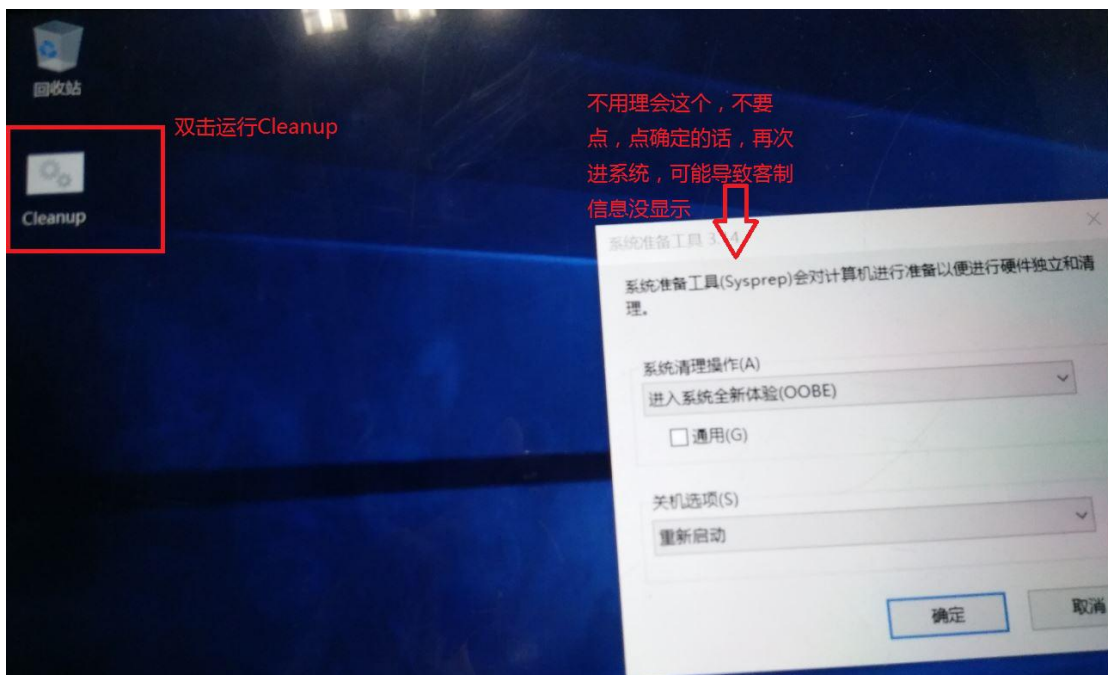 回收站
双击运行Cleanup
Cleanup
不用理会这个，不要
点，点确定的话，再次
进系统，可能导致客制
信息没显示
系统准备工具 3.14
系统准备工具(Sysprep)会对计算机进行准备以便进行硬件独立和清
理。
系统清理操作(A)
进入系统全新体验(OOBE)
通用(G)
关机选项(S)
重新启动
确定
取消